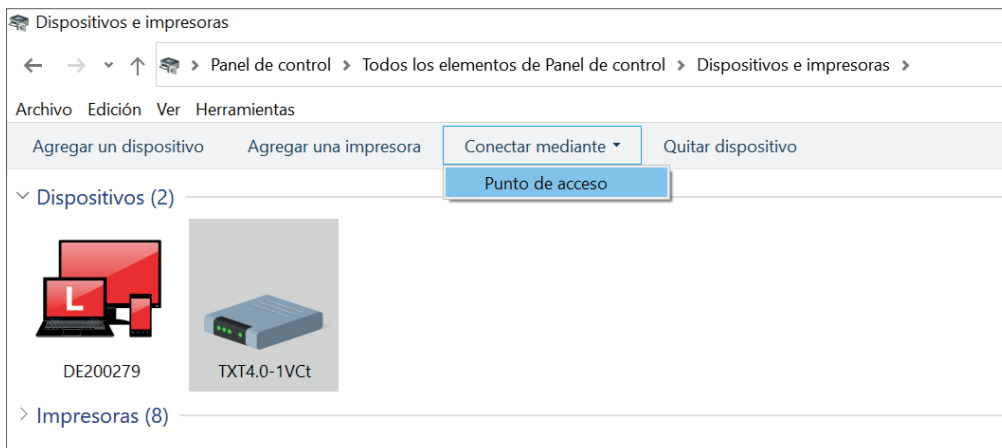 Dispositivos e impresoras
Panel de control > Todos los elementos de Panel de control > Dispositivos e impresoras >
Archivo Edición Ver Herramientas
Agregar un dispositivo Agregar una impresora Conectar mediante Quitar dispositivo
Punto de acceso
Dispositivos (2)
L
DE200279 TXT4.0-1VCt
Impresoras (8)